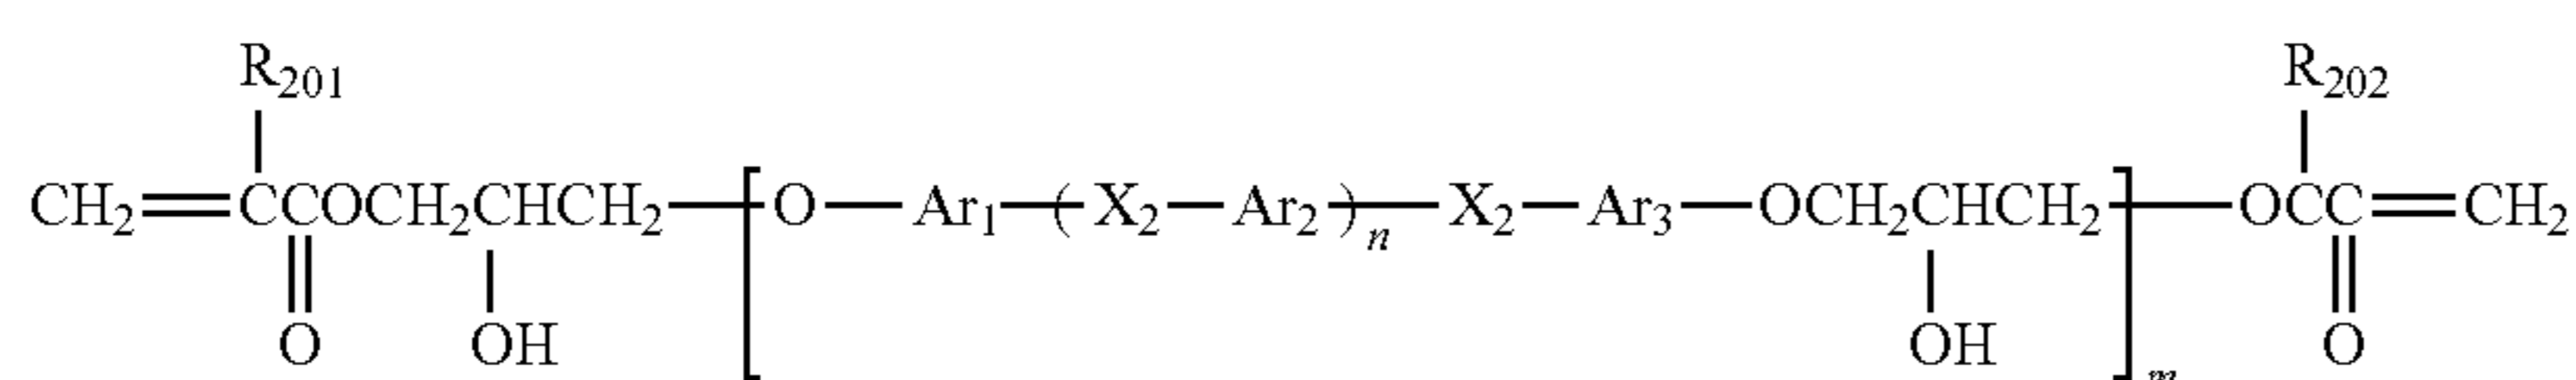 R201 R202
CH2=CCOCH2CHCH2—[O—Ar1—(X2—Ar2)n—X2—Ar3—OCH2CHCH2]m—OCC=CH2
O OH OH O